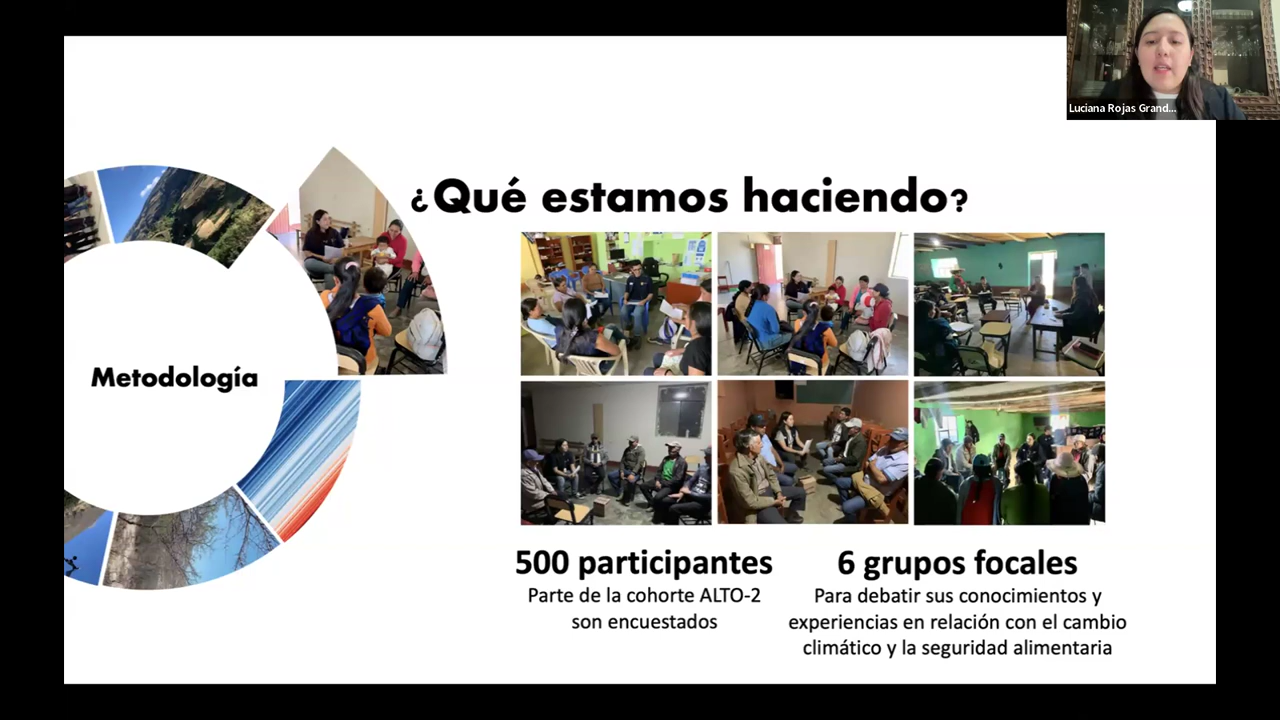 Luciana Rojas Grand...
¿Qué estamos haciendo?
Metodología
500 participantes
Parte de la cohorte ALTO-2
son encuestados
6 grupos focales
Para debatir sus conocimientos y
experiencias en relación con el cambio
climático y la seguridad alimentaria